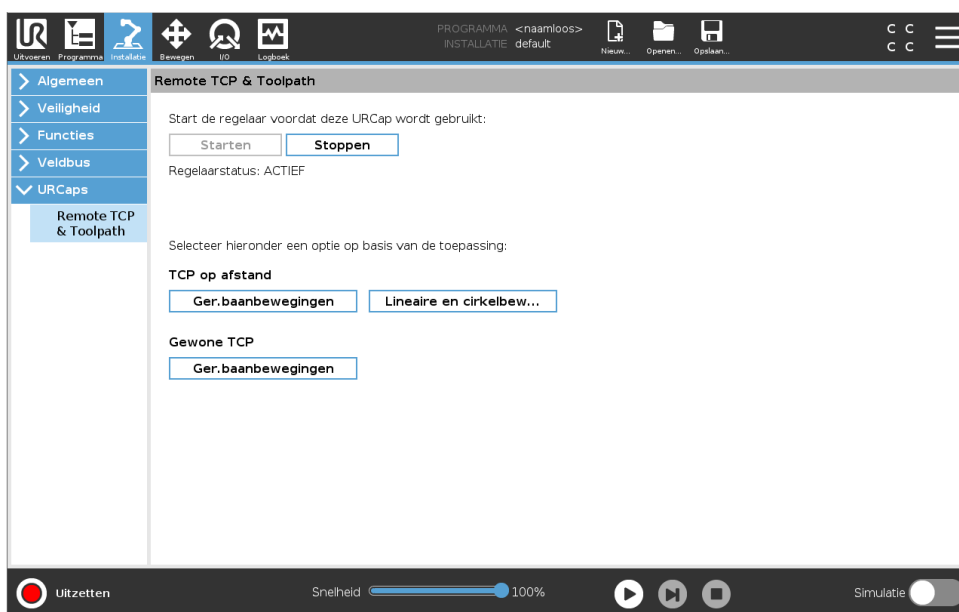 UR
PROGRAMMA <naamloos>
INSTALLATIE default
Uitvoeren Programma Installatie Bewegen I/O Logboek Nieuw... Openen... Opslaan...
C C
C C
Algemeen
Veiligheid
Functies
Veldbus
URCaps
Remote TCP
& Toolpath
Remote TCP & Toolpath
Start de regelaar voordat deze URCap wordt gebruikt:
Starten Stoppen
Regelaarstatus: ACTIEF
Selecteer hieronder een optie op basis van de toepassing:
TCP op afstand
Ger.baanbewegingen Lineaire en cirkelbew...
Gewone TCP
Ger.baanbewegingen
Uitzetten Snelheid 100% Simulatie